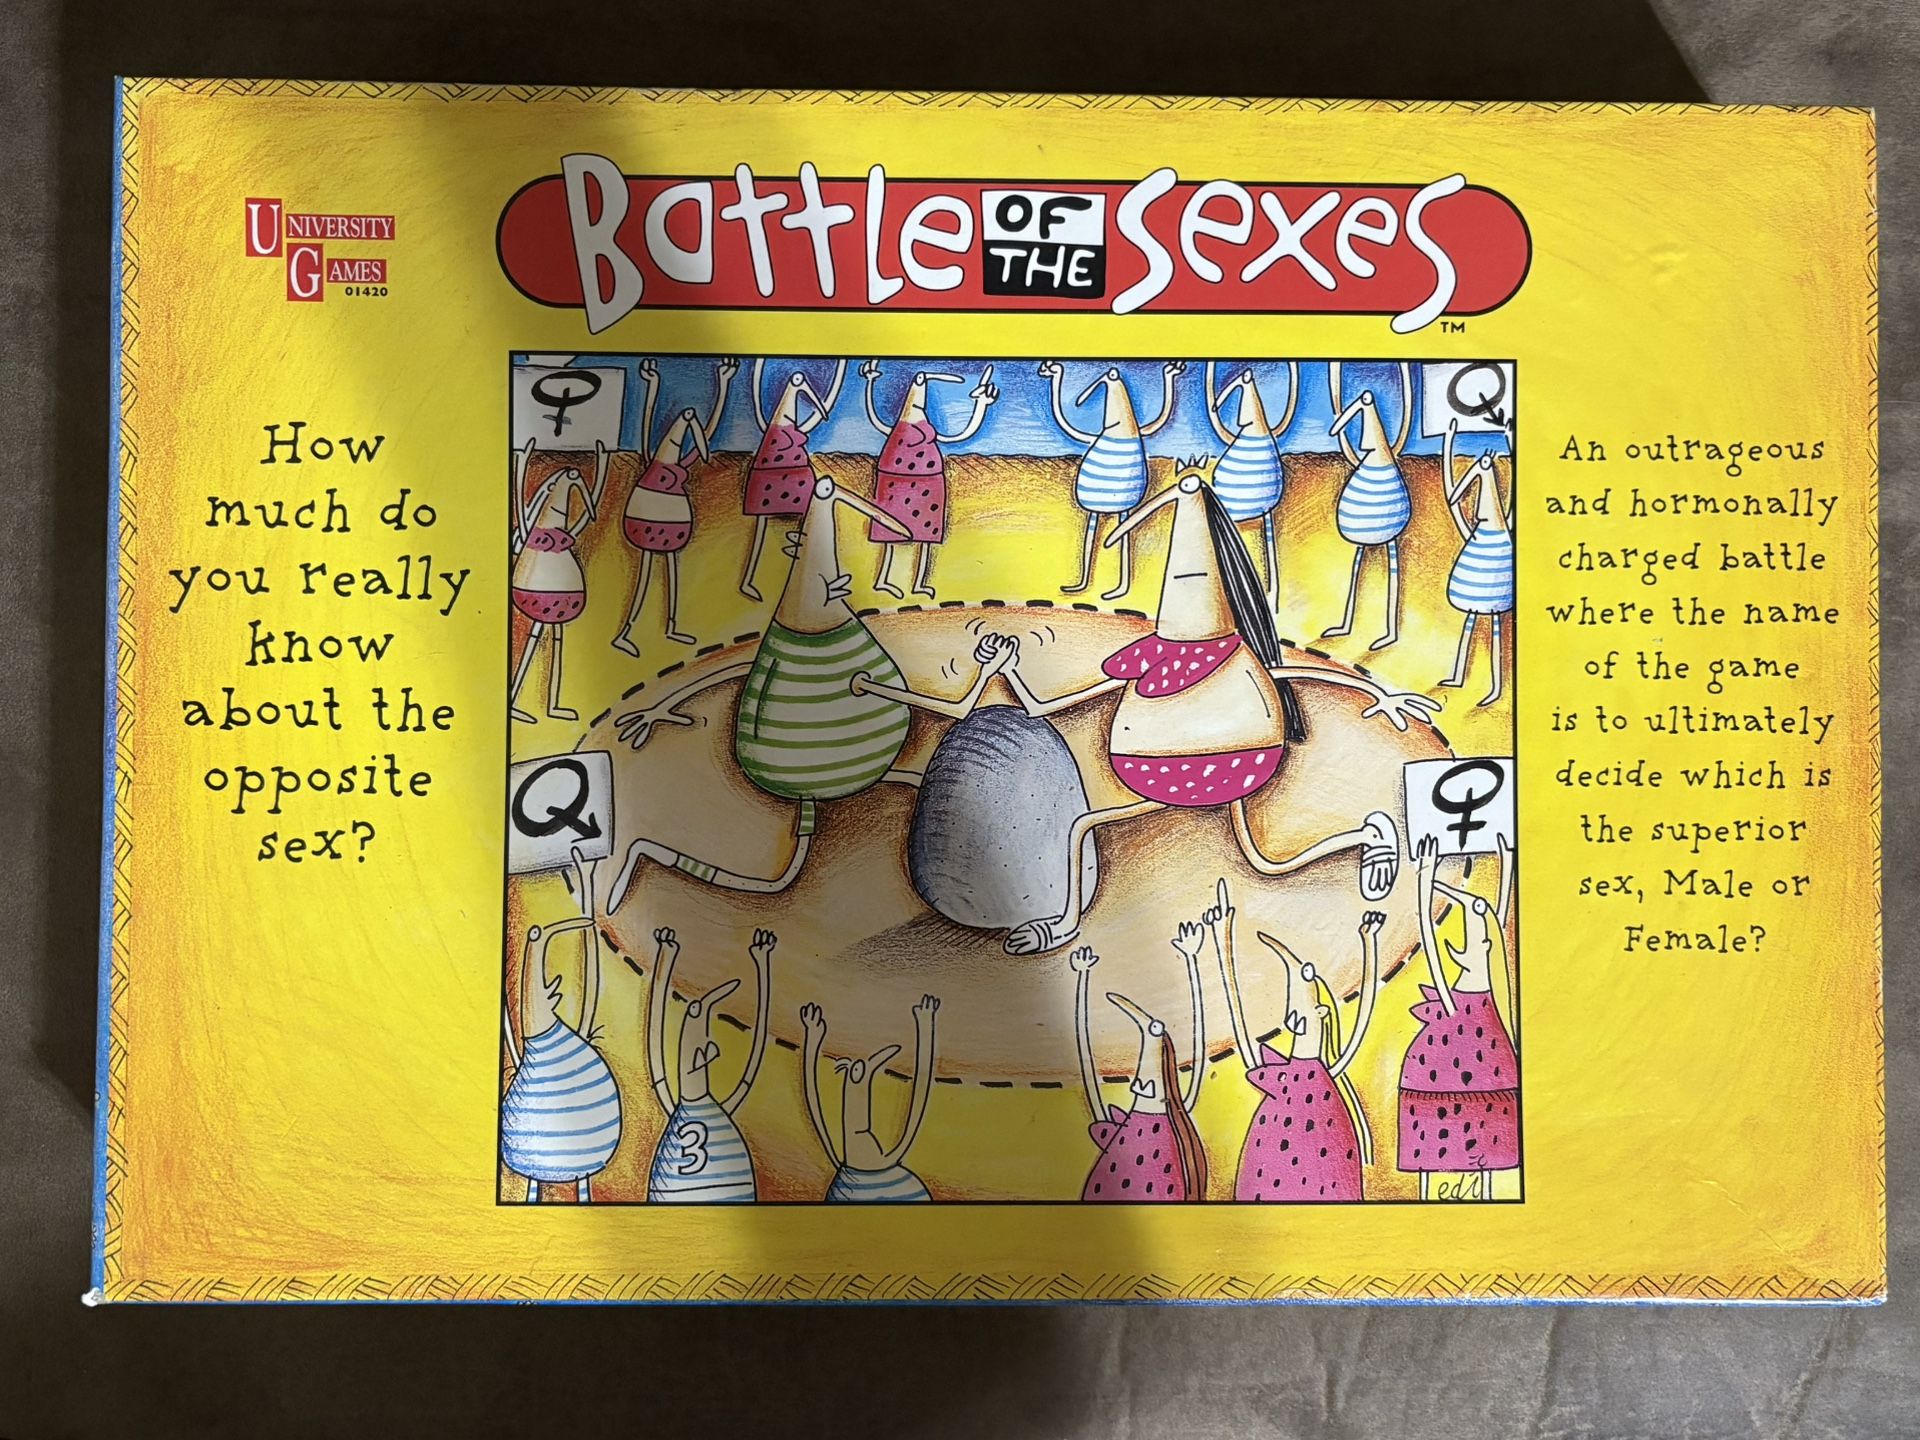 Battle OF THE Sexes
TM
UNIVERSITY
GAMES
01420
How
much do
you really
know
about the
opposite
sex?
An outrageous
and hormonally
charged battle
where the name
of the game
is to ultimately
decide which is
the superior
sex, Male or
Female?
3
edi